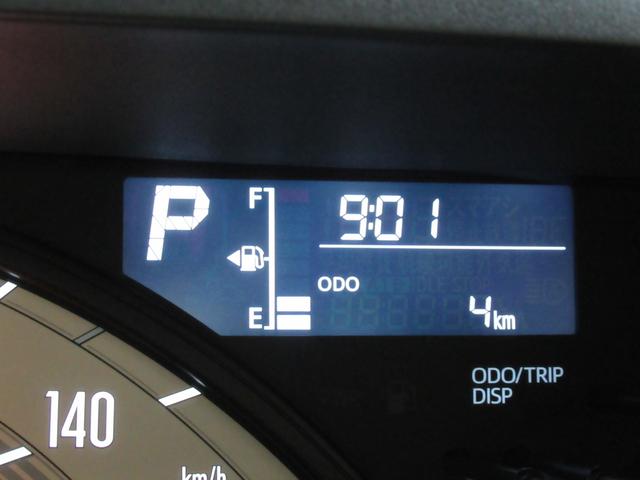 P
F
9:01
ODO
E
4km
ODO/TRIP
DISP
140
km/h